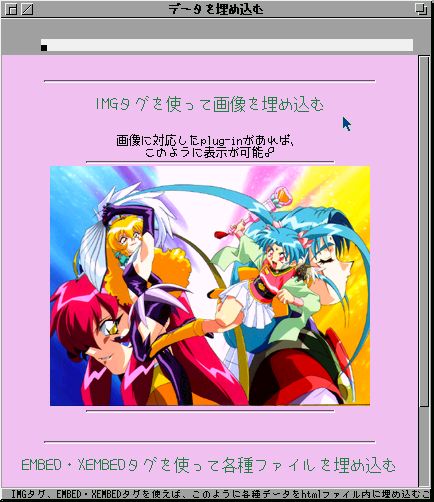 データを埋め込む
IMGタグを使って画像を埋め込む
画像に対応したplug-inがあれば、
このように表示が可能♂
EMBED・XEMBEDタグを使って各種ファイルを埋め込む
IMGタグ、EMBED・XEMBEDタグを使えば、このように各種データをhtmlファイル内に埋めむこ